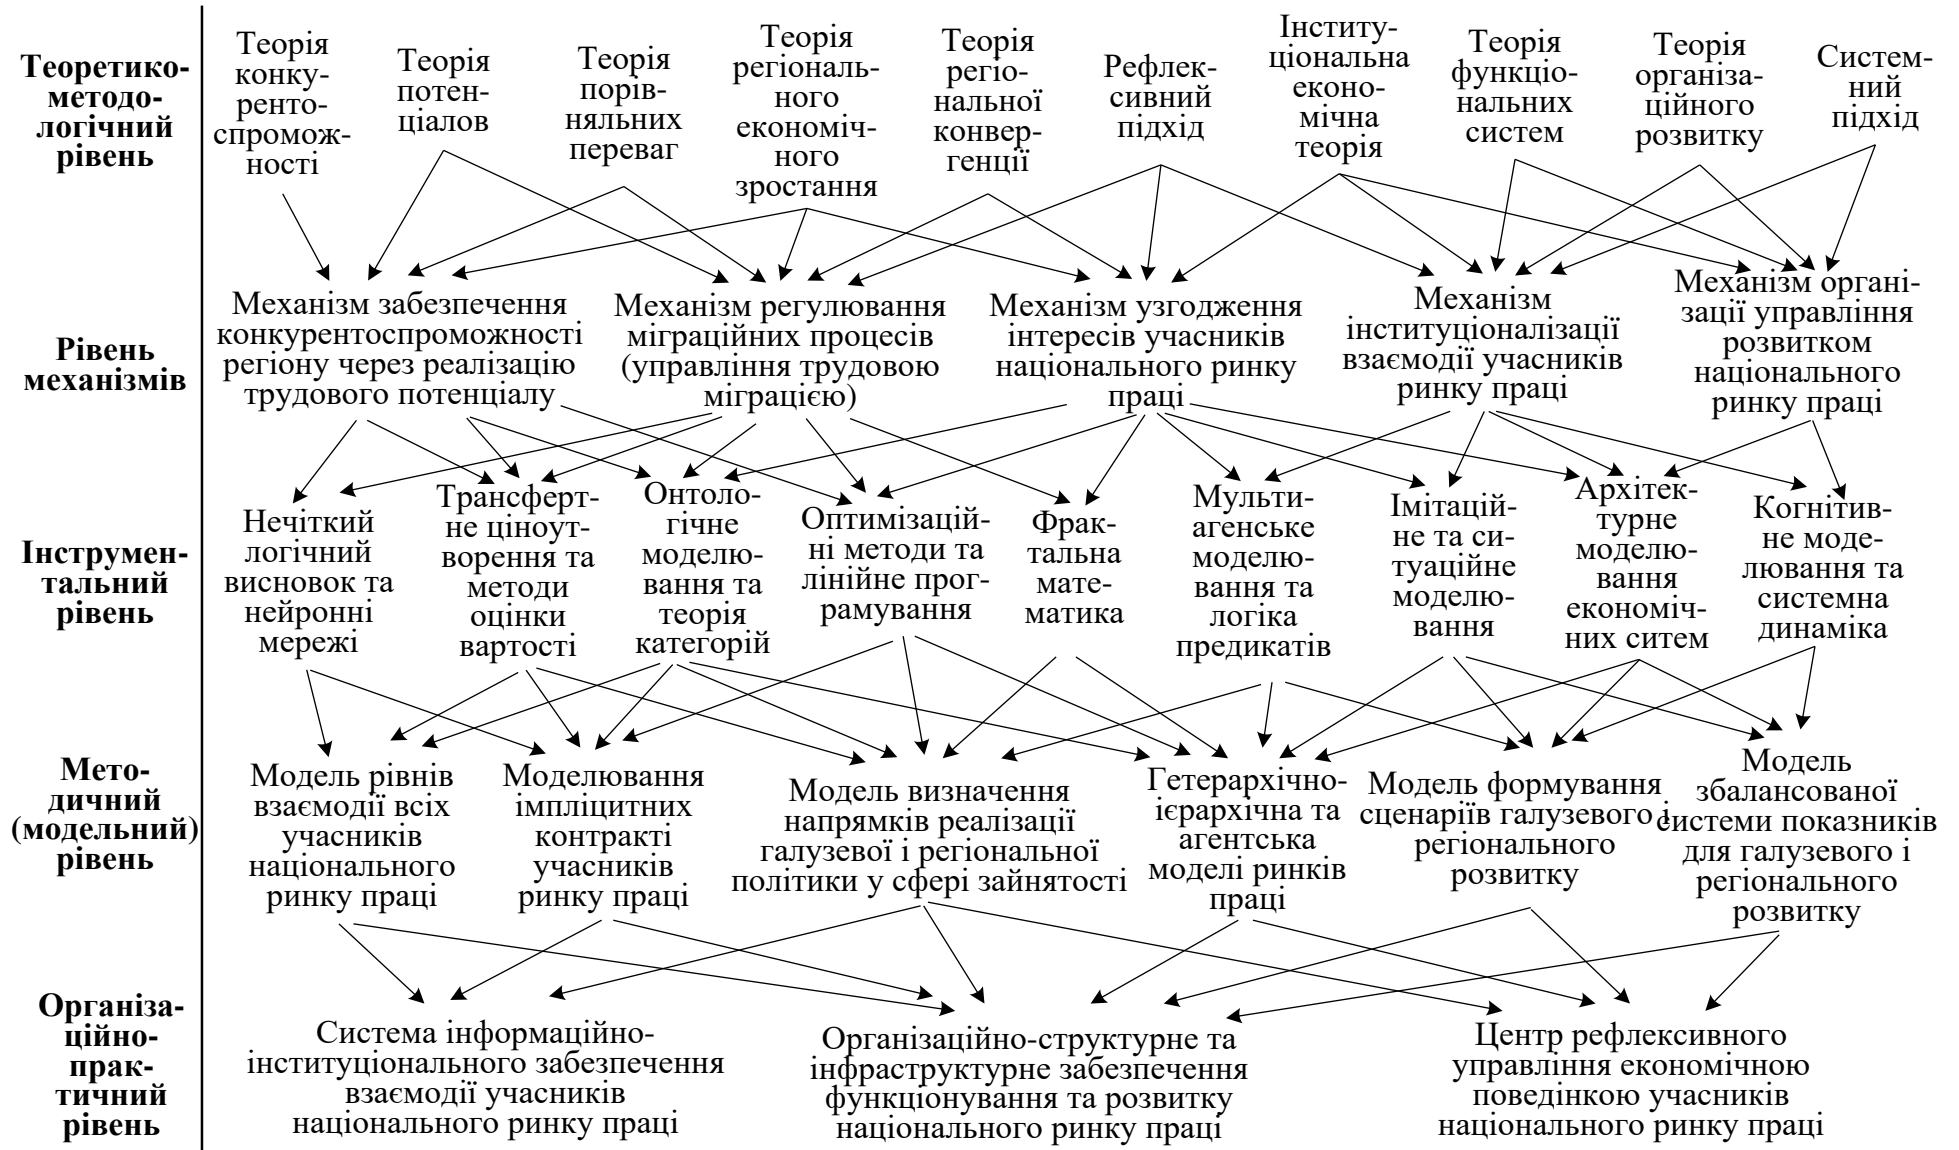 Теоретико-
методо-
логічний
рівень
Теорія
конку-
ренто-
спромож-
ності
Теорія
потен-
ціалов
Теорія
порів-
няльних
переваг
Теорія
регіональ-
ного
економіч-
ного
зростання
Теорія
регіо-
нальної
конвер-
генції
Рефлек-
сивний
підхід
Інститу-
ціональна
еконо-
мічна
теорія
Теорія
функціо-
нальних
систем
Теорія
організа-
ційного
розвитку
Систем-
ний
підхід
Рівень
механізмів
Механізм забезпечення
конкурентоспроможності
регіону через реалізацію
трудового потенціалу
Механізм регулювання
міграційних процесів
(управління трудовою
міграцією)
Механізм узгодження
інтересів учасників
національного ринку
праці
Механізм
інституціоналізації
взаємодії учасників
ринку праці
Механізм органі-
зації управління
розвитком
національного
ринку праці
Інструмен-
тальний
рівень
Нечіткий
логічний
висновок та
нейронні
мережі
Трансферт-
не ціноут-
ворення та
методи
оцінки
вартості
Онтоло-
гічне
моделю-
вання та
теорія
категорій
Оптимізацій-
ні методи та
лінійне прог-
рамування
Фрак-
тальна
мате-
матика
Мульти-
агенське
моделю-
вання та
логіка
предикатів
Імітацій-
не та си-
туаційне
моделю-
вання
Архітек-
турне
моделю-
вання
економіч-
них ситем
Когнітив-
не моде-
лювання та
системна
динаміка
Мето-
дичний
(модельний)
рівень
Модель рівнів
взаємодії всіх
учасників
національного
ринку праці
Моделювання
імпліцитних
контракті
учасників
ринку праці
Модель визначення
напрямків реалізації
галузевої і регіональної
політики у сфері зайнятості
Гетерархічно-
ієрархічна та
агентська
моделі ринків
праці
Модель формування
сценаріїв галузевого і
регіонального
розвитку
Модель
збалансованої
системи показників
для галузевого і
регіонального
розвитку
Організа-
ційно-
прак-
тичний
рівень
Система інформаційно-
інституціонального забезпечення
взаємодії учасників
національного ринку праці
Організаційно-структурне та
інфраструктурне забезпечення
функціонування та розвитку
національного ринку праці
Центр рефлексивного
управління економічною
поведінкою учасників
національного ринку праці